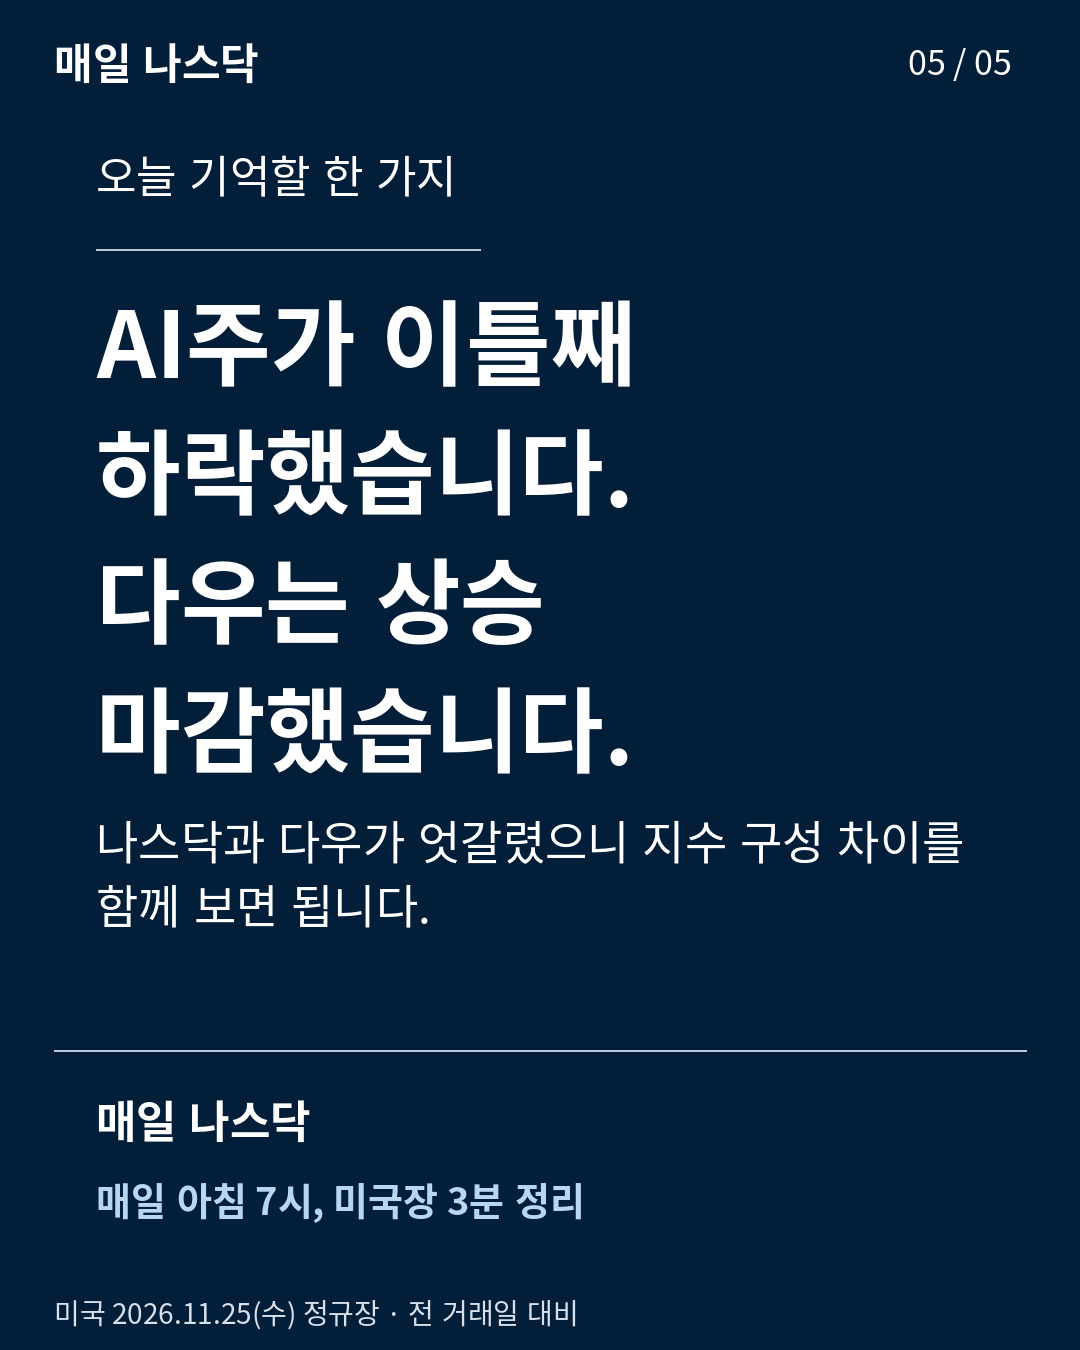 매일 나스닥
05 / 05
오늘 기억할 한 가지
AI주가 이틀째
하락했습니다.
다우는 상승
마감했습니다.
나스닥과 다우가 엇갈렸으니 지수 구성 차이를
함께 보면 됩니다.
매일 나스닥
매일 아침 7시, 미국장 3분 정리
미국 2026.11.25(수) 정규장 · 전 거래일 대비